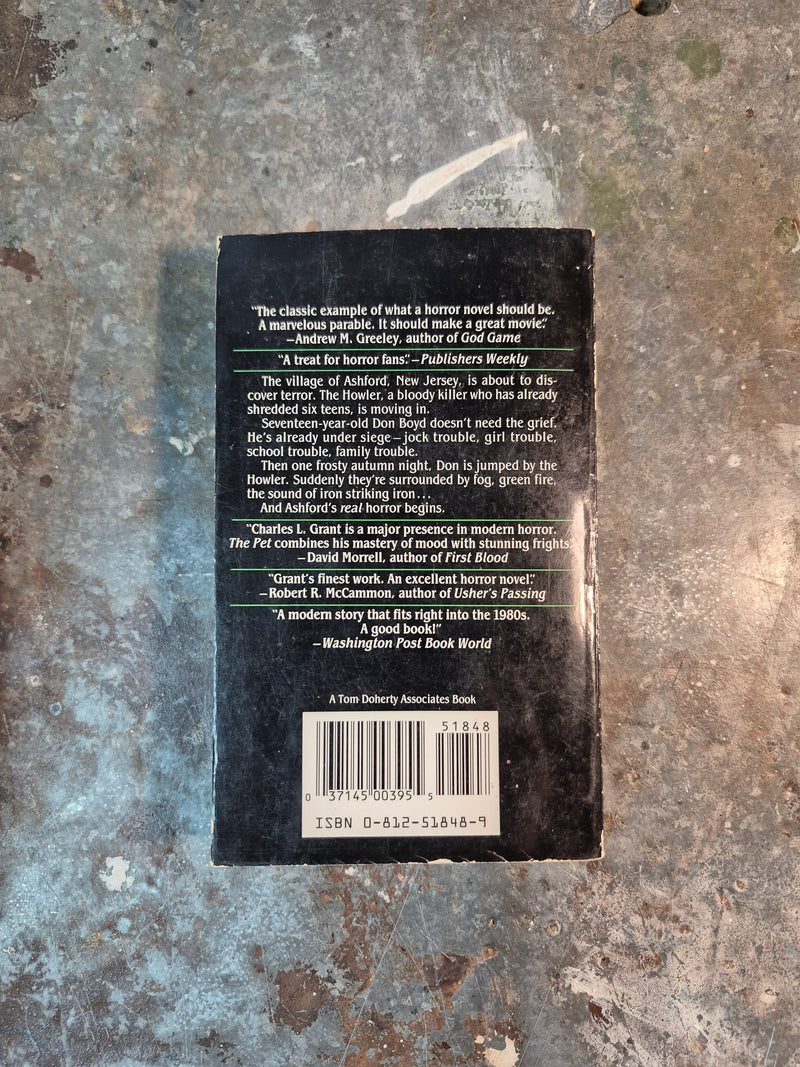 “The classic example of what a horror novel should be.
A marvelous parable. It should make a great movie.”
—Andrew M. Greeley, author of God Game
“A treat for horror fans.”—Publishers Weekly
The village of Ashford, New Jersey, is about to dis-
cover terror. The Howler, a bloody killer who has already
shredded six teens, is moving in.
Seventeen-year-old Don Boyd doesn't need the grief.
He's already under siege—jock trouble, girl trouble,
school trouble, family trouble.
Then one frosty autumn night, Don is jumped by the
Howler. Suddenly they're surrounded by fog, green fire,
the sound of iron striking iron...
And Ashford's real horror begins.
“Charles L. Grant is a major presence in modern horror.
The Pet combines his mastery of mood with stunning frights.”
—David Morrell, author of First Blood
“Grant's finest work. An excellent horror novel.”
—Robert R. McCammon, author of Usher's Passing
“A modern story that fits right into the 1980s.
A good book!”
—Washington Post Book World
A Tom Doherty Associates Book
51848
0 37145 00395 5
ISBN 0-812-51848-9